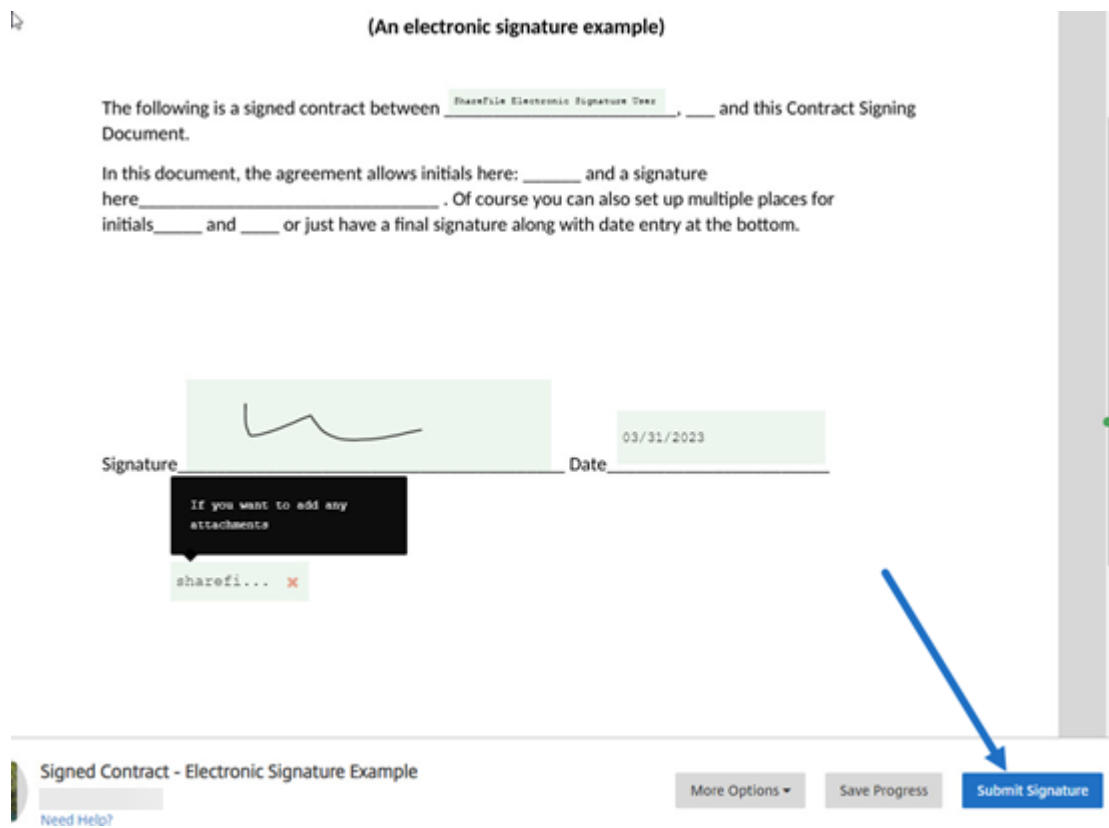 (An electronic signature example)
The following is a signed contract between ShareFile Electronic Signature User, ___ and this Contract Signing
Document.
In this document, the agreement allows initials here: ______ and a signature
here________________________________ . Of course you can also set up multiple places for
initials_____ and ____ or just have a final signature along with date entry at the bottom.
03/31/2023
Signature________________________________________ Date_______________________
If you want to add any
attachments
sharefi... ×
Signed Contract - Electronic Signature Example
More Options ▾ Save Progress Submit Signature
Need Help?